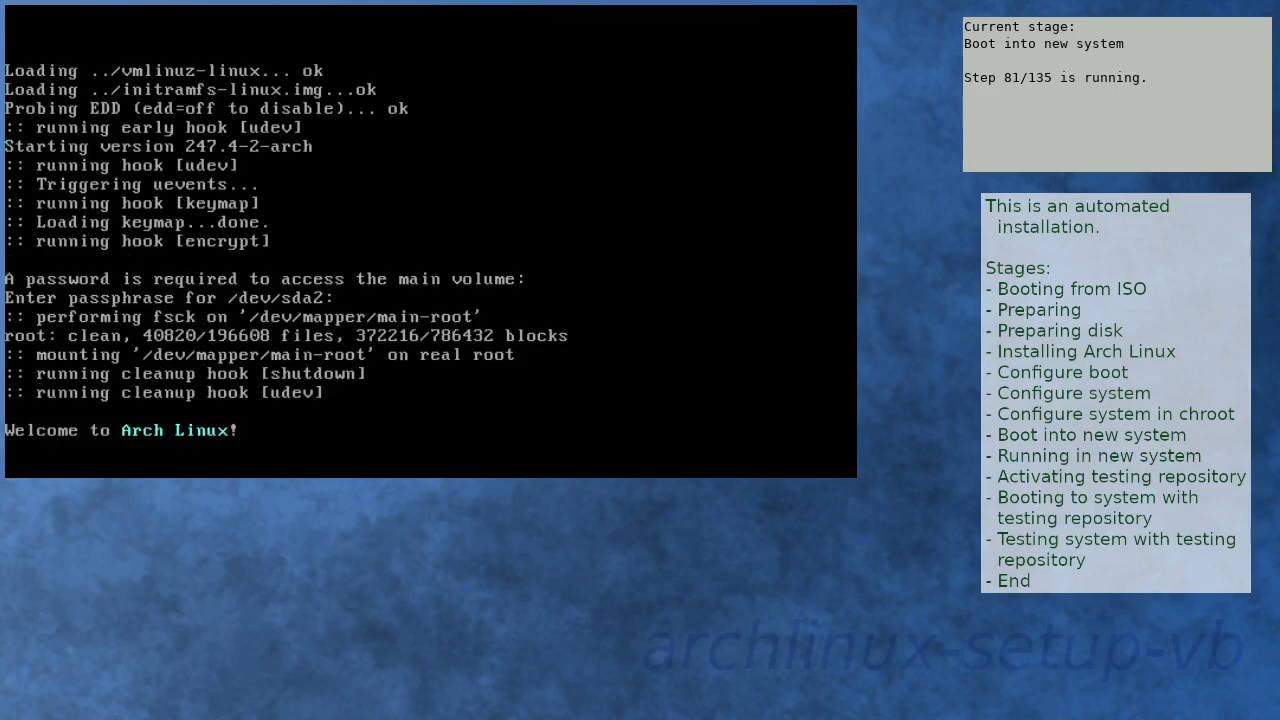 Loading ../vmlinuz-linux... ok
Loading ../initramfs-linux.img...ok
Probing EDD (edd=off to disable)... ok
:: running early hook [udev]
Starting version 247.4-2-arch
:: running hook [udev]
:: Triggering uevents...
:: running hook [keymap]
:: Loading keymap...done.
:: running hook [encrypt]
A password is required to access the main volume:
Enter passphrase for /dev/sda2:
:: performing fsck on '/dev/mapper/main-root'
root: clean, 40820/196608 files, 372216/786432 blocks
:: mounting '/dev/mapper/main-root' on real root
:: running cleanup hook [shutdown]
:: running cleanup hook [udev]
Welcome to Arch Linux!
Current stage:
Boot into new system
Step 81/135 is running.
This is an automated
installation.
Stages:
- Booting from ISO
- Preparing
- Preparing disk
- Installing Arch Linux
- Configure boot
- Configure system
- Configure system in chroot
- Boot into new system
- Running in new system
- Activating testing repository
- Booting to system with
testing repository
- Testing system with testing
repository
- End
archlinux-setup-vb